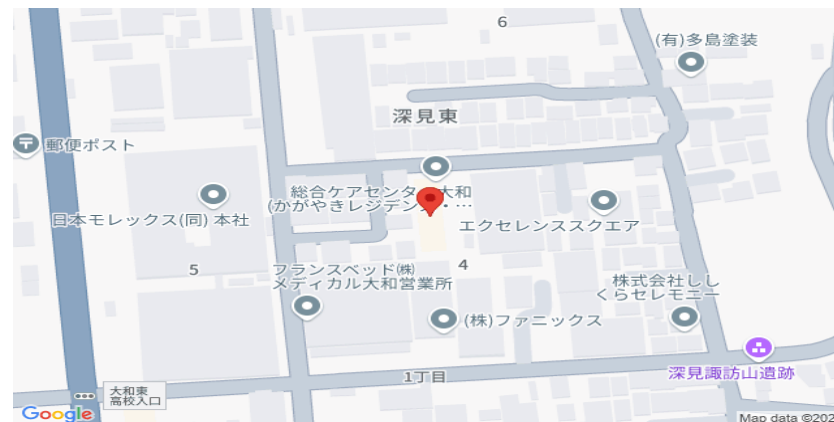 6
(有)多島塗装
深見東
郵便ポスト
総合ケアセンター大和
(かがやきレジデンス・…
日本モレックス(同) 本社
エクセレンススクエア
5
4
フランスベッド㈱
メディカル大和営業所
株式会社しし
くらセレモニー
(株)ファニックス
深見諏訪山遺跡
1丁目
大和東
高校入口
Google
Map data ©202